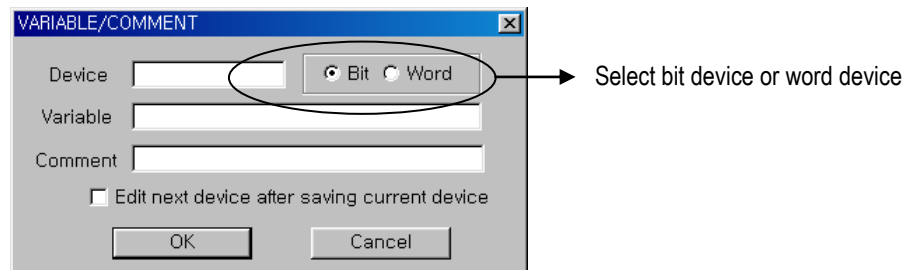 VARIABLE/COMMENT
Device Bit Word Select bit device or word device
Variable
Comment
Edit next device after saving current device
OK Cancel